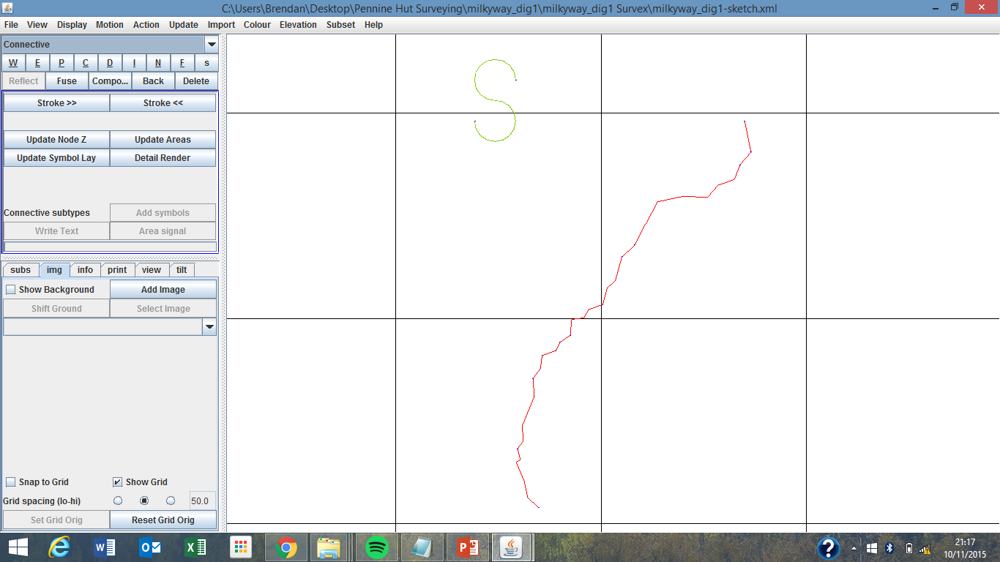 C:\Users\Brendan\Desktop\Pennine Hut Surveying\milkyway_dig1\milkyway_dig1 Survex\milkyway_dig1-sketch.xml
File View Display Motion Action Update Import Colour Elevation Subset Help
Connective
W E P C D I N F s
Reflect Fuse Compo... Back Delete
Stroke >> Stroke <<
Update Node Z Update Areas
Update Symbol Lay Detail Render
Connective subtypes Add symbols
Write Text Area signal
subs img info print view tilt
Show Background Add Image
Shift Ground Select Image
Snap to Grid Show Grid
Grid spacing (lo-hi) 50.0
Set Grid Orig Reset Grid Orig
S
21:17
10/11/2015